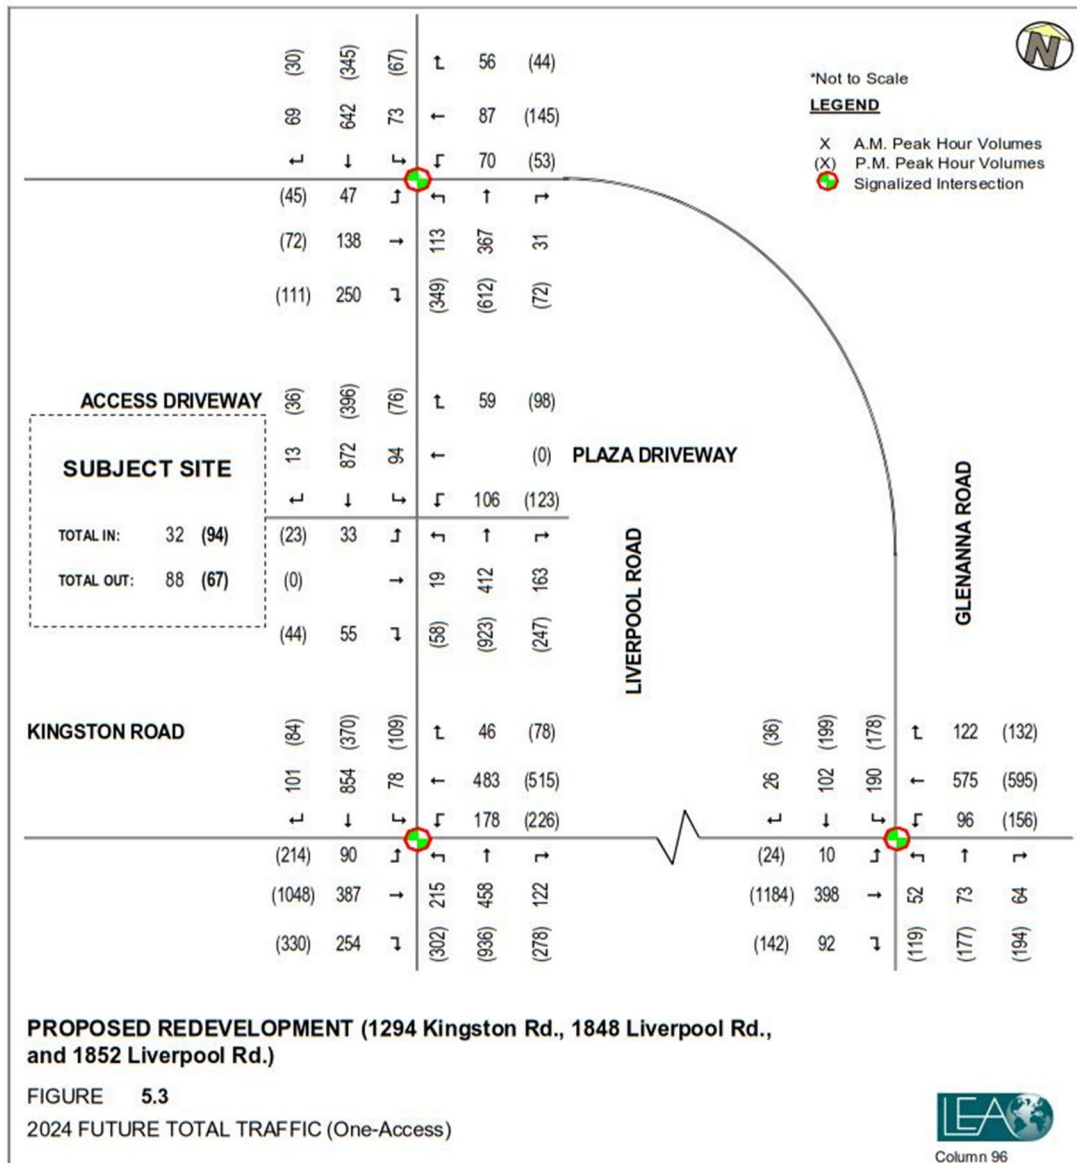 N
*Not to Scale
LEGEND
X A.M. Peak Hour Volumes
(X) P.M. Peak Hour Volumes
Signalized Intersection
(30) (345) (67) ↰ 56 (44)
69 642 73 ← 87 (145)
↵ ↓ ↳ ↲ 70 (53)
(45) 47 ↱ ↰ ↑ ↱
(72) 138 → 113 367 31
(111) 250 ↴ (349) (612) (72)
ACCESS DRIVEWAY (36) (396) (76) ↰ 59 (98)
13 872 94 ← (0) PLAZA DRIVEWAY
↵ ↓ ↳ ↲ 106 (123)
SUBJECT SITE
TOTAL IN: 32 (94)
TOTAL OUT: 88 (67)
(23) 33 ↱ ↰ ↑ ↱
(0) → 19 412 163
(44) 55 ↴ (58) (923) (247)
LIVERPOOL ROAD
GLENANNA ROAD
KINGSTON ROAD (84) (370) (109) ↰ 46 (78)
101 854 78 ← 483 (515)
↵ ↓ ↳ ↲ 178 (226)
(214) 90 ↱ ↰ ↑ ↱
(1048) 387 → 215 458 122
(330) 254 ↴ (302) (936) (278)
(36) (199) (178) ↰ 122 (132)
26 102 190 ← 575 (595)
↵ ↓ ↳ ↲ 96 (156)
(24) 10 ↱ ↰ ↑ ↱
(1184) 398 → 52 73 64
(142) 92 ↴ (119) (177) (194)
PROPOSED REDEVELOPMENT (1294 Kingston Rd., 1848 Liverpool Rd.,
and 1852 Liverpool Rd.)
FIGURE 5.3
2024 FUTURE TOTAL TRAFFIC (One-Access)
LEA
Column 96